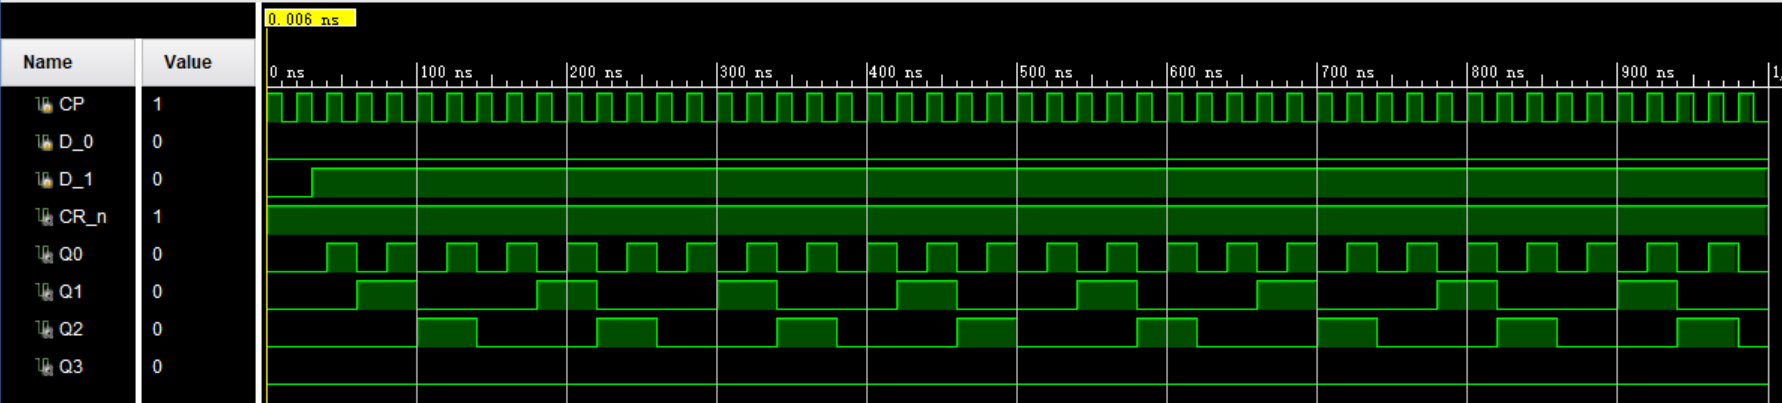 0.006 ns
Name Value
0 ns 100 ns 200 ns 300 ns 400 ns 500 ns 600 ns 700 ns 800 ns 900 ns 1,
CP 1
D_0 0
D_1 0
CR_n 1
Q0 0
Q1 0
Q2 0
Q3 0